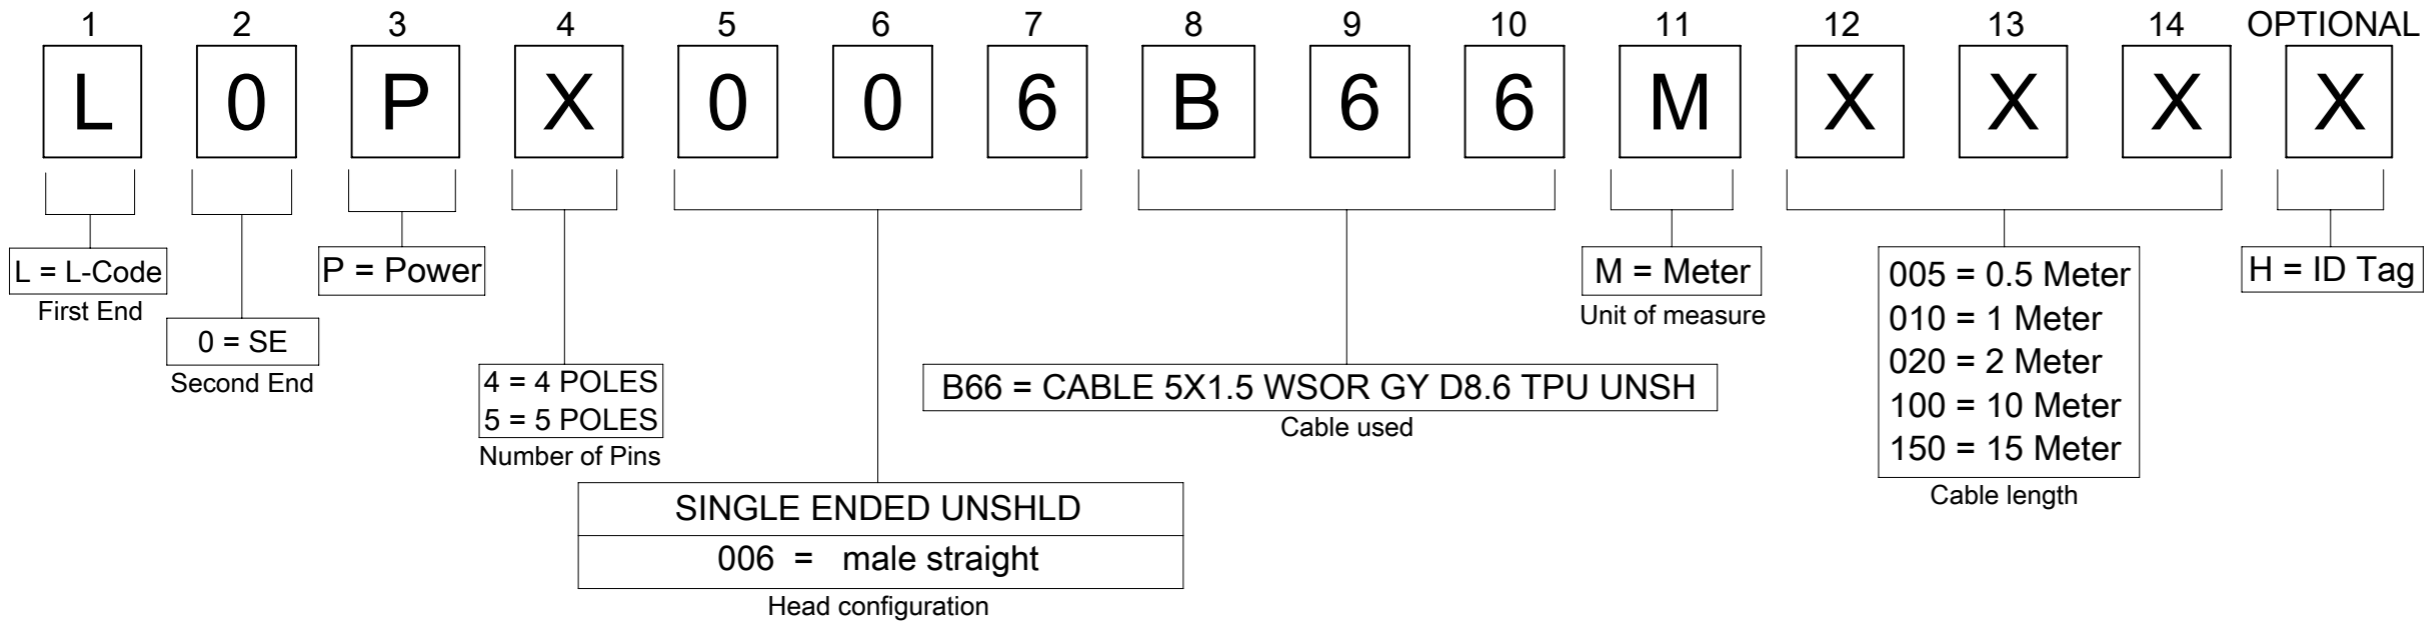 1 2 3 4 5 6 7 8 9 10 11 12 13 14 OPTIONAL
L 0 P X 0 0 6 B 6 6 M X X X X
L = L-Code
First End
0 = SE
Second End
P = Power
4 = 4 POLES
5 = 5 POLES
Number of Pins
SINGLE ENDED UNSHLD
006 = male straight
Head configuration
B66 = CABLE 5X1.5 WSOR GY D8.6 TPU UNSH
Cable used
M = Meter
Unit of measure
005 = 0.5 Meter
010 = 1 Meter
020 = 2 Meter
100 = 10 Meter
150 = 15 Meter
Cable length
H = ID Tag